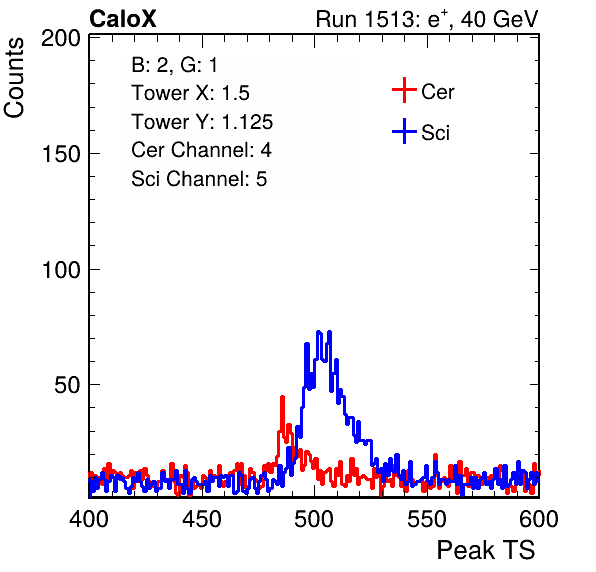 CaloX Run 1513: e⁺, 40 GeV
Counts
200
150
100
50
B: 2, G: 1
Tower X: 1.5
Tower Y: 1.125
Cer Channel: 4
Sci Channel: 5
Cer
Sci
400 450 500 550 600
Peak TS